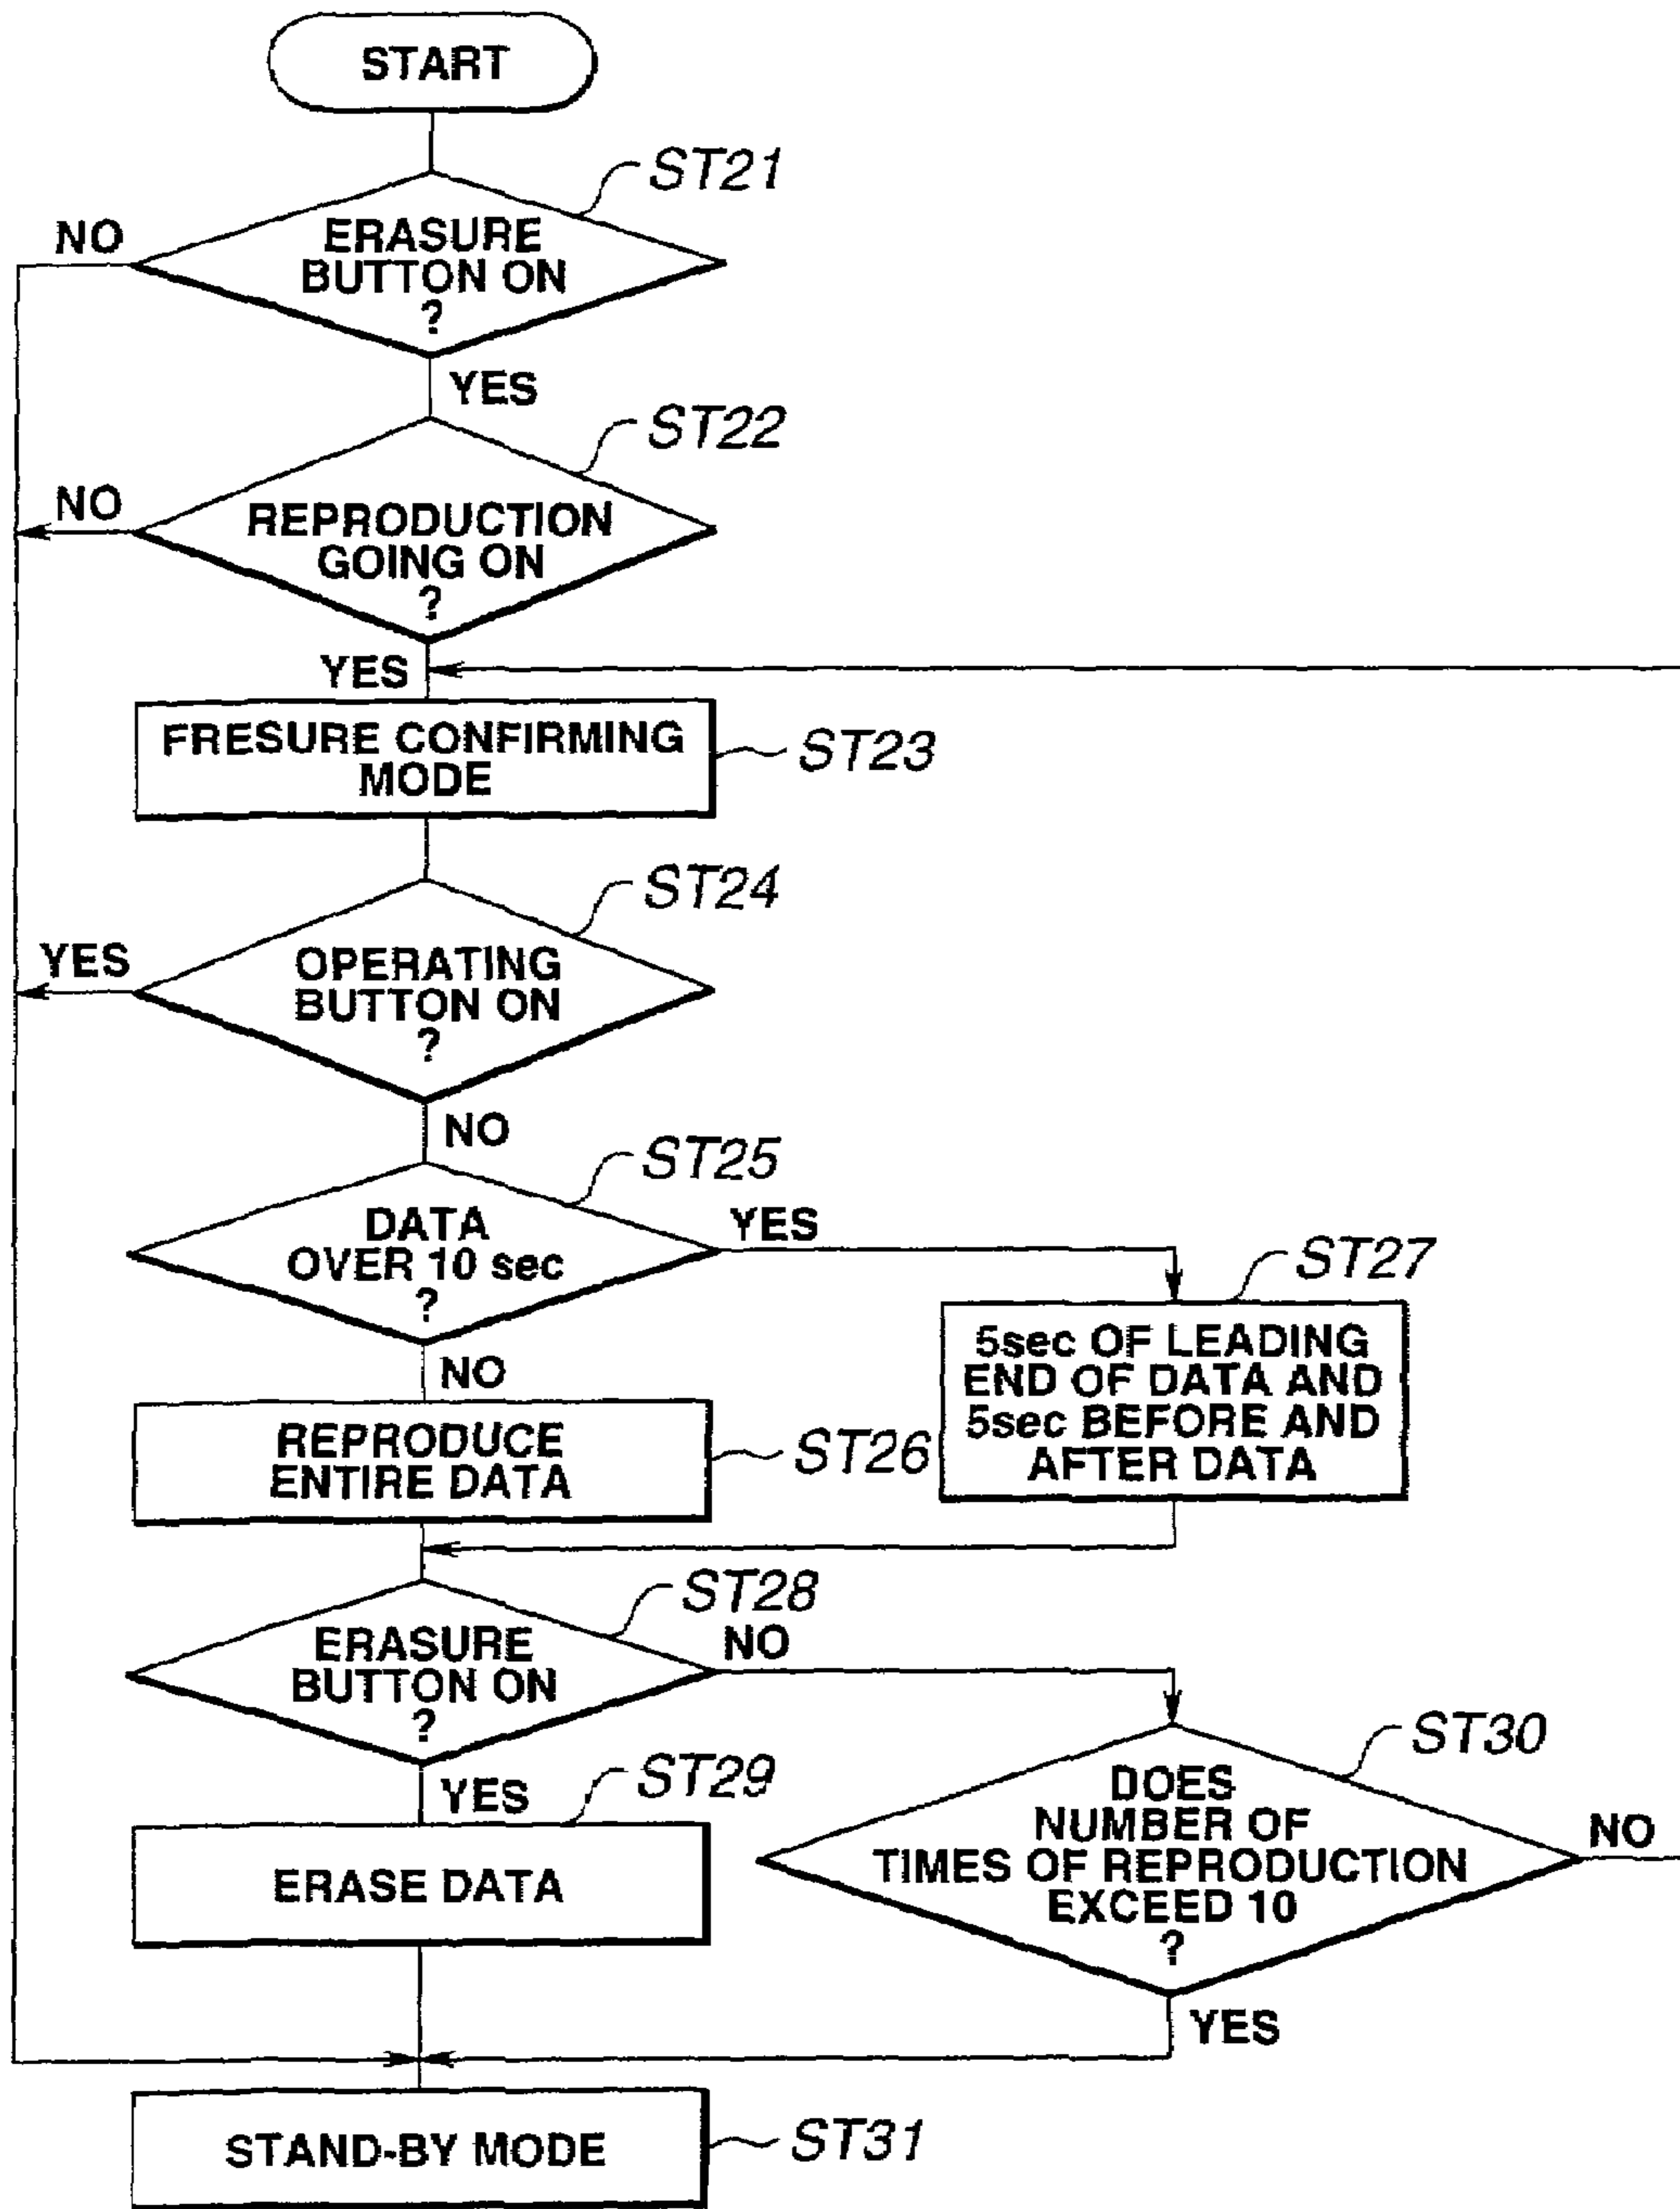 START
ST21
NO
ERASURE
BUTTON ON
?
YES
ST22
NO
REPRODUCTION
GOING ON
?
YES
FRESURE CONFIRMING
MODE
ST23
ST24
YES
OPERATING
BUTTON ON
?
NO
ST25
DATA
OVER 10 sec
?
YES
NO
ST27
5sec OF LEADING
END OF DATA AND
5sec BEFORE AND
AFTER DATA
REPRODUCE
ENTIRE DATA
ST26
ST28
ERASURE
BUTTON ON
?
NO
YES
ST29
ERASE DATA
ST30
DOES
NUMBER OF
TIMES OF REPRODUCTION
EXCEED 10
?
NO
YES
STAND-BY MODE
ST31